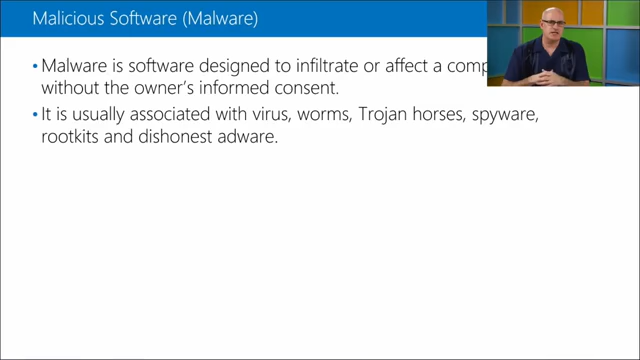 Malicious Software (Malware)
• Malware is software designed to infiltrate or affect a comp
without the owner's informed consent.
• It is usually associated with virus, worms, Trojan horses, spyware,
rootkits and dishonest adware.